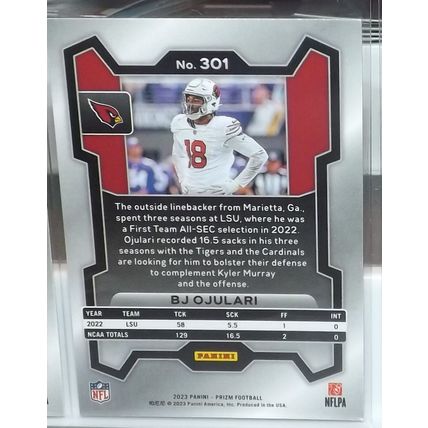 No. 301
18
The outside linebacker from Marietta, Ga.,
spent three seasons at LSU, where he was
a First Team All-SEC selection in 2022.
Ojulari recorded 16.5 sacks in his three
seasons with the Tigers and the Cardinals
are looking for him to bolster their defense
to complement Kyler Murray
and the offense.
BJ OJULARI
YEAR TEAM TCK SCK FF INT
2022 LSU 58 5.5 1 0
NCAA TOTALS 129 16.5 2 0
PANINI
2023 PANINI - PRIZM FOOTBALL
© 2023 Panini America, Inc. Produced in the USA.
NFL
NFLPA